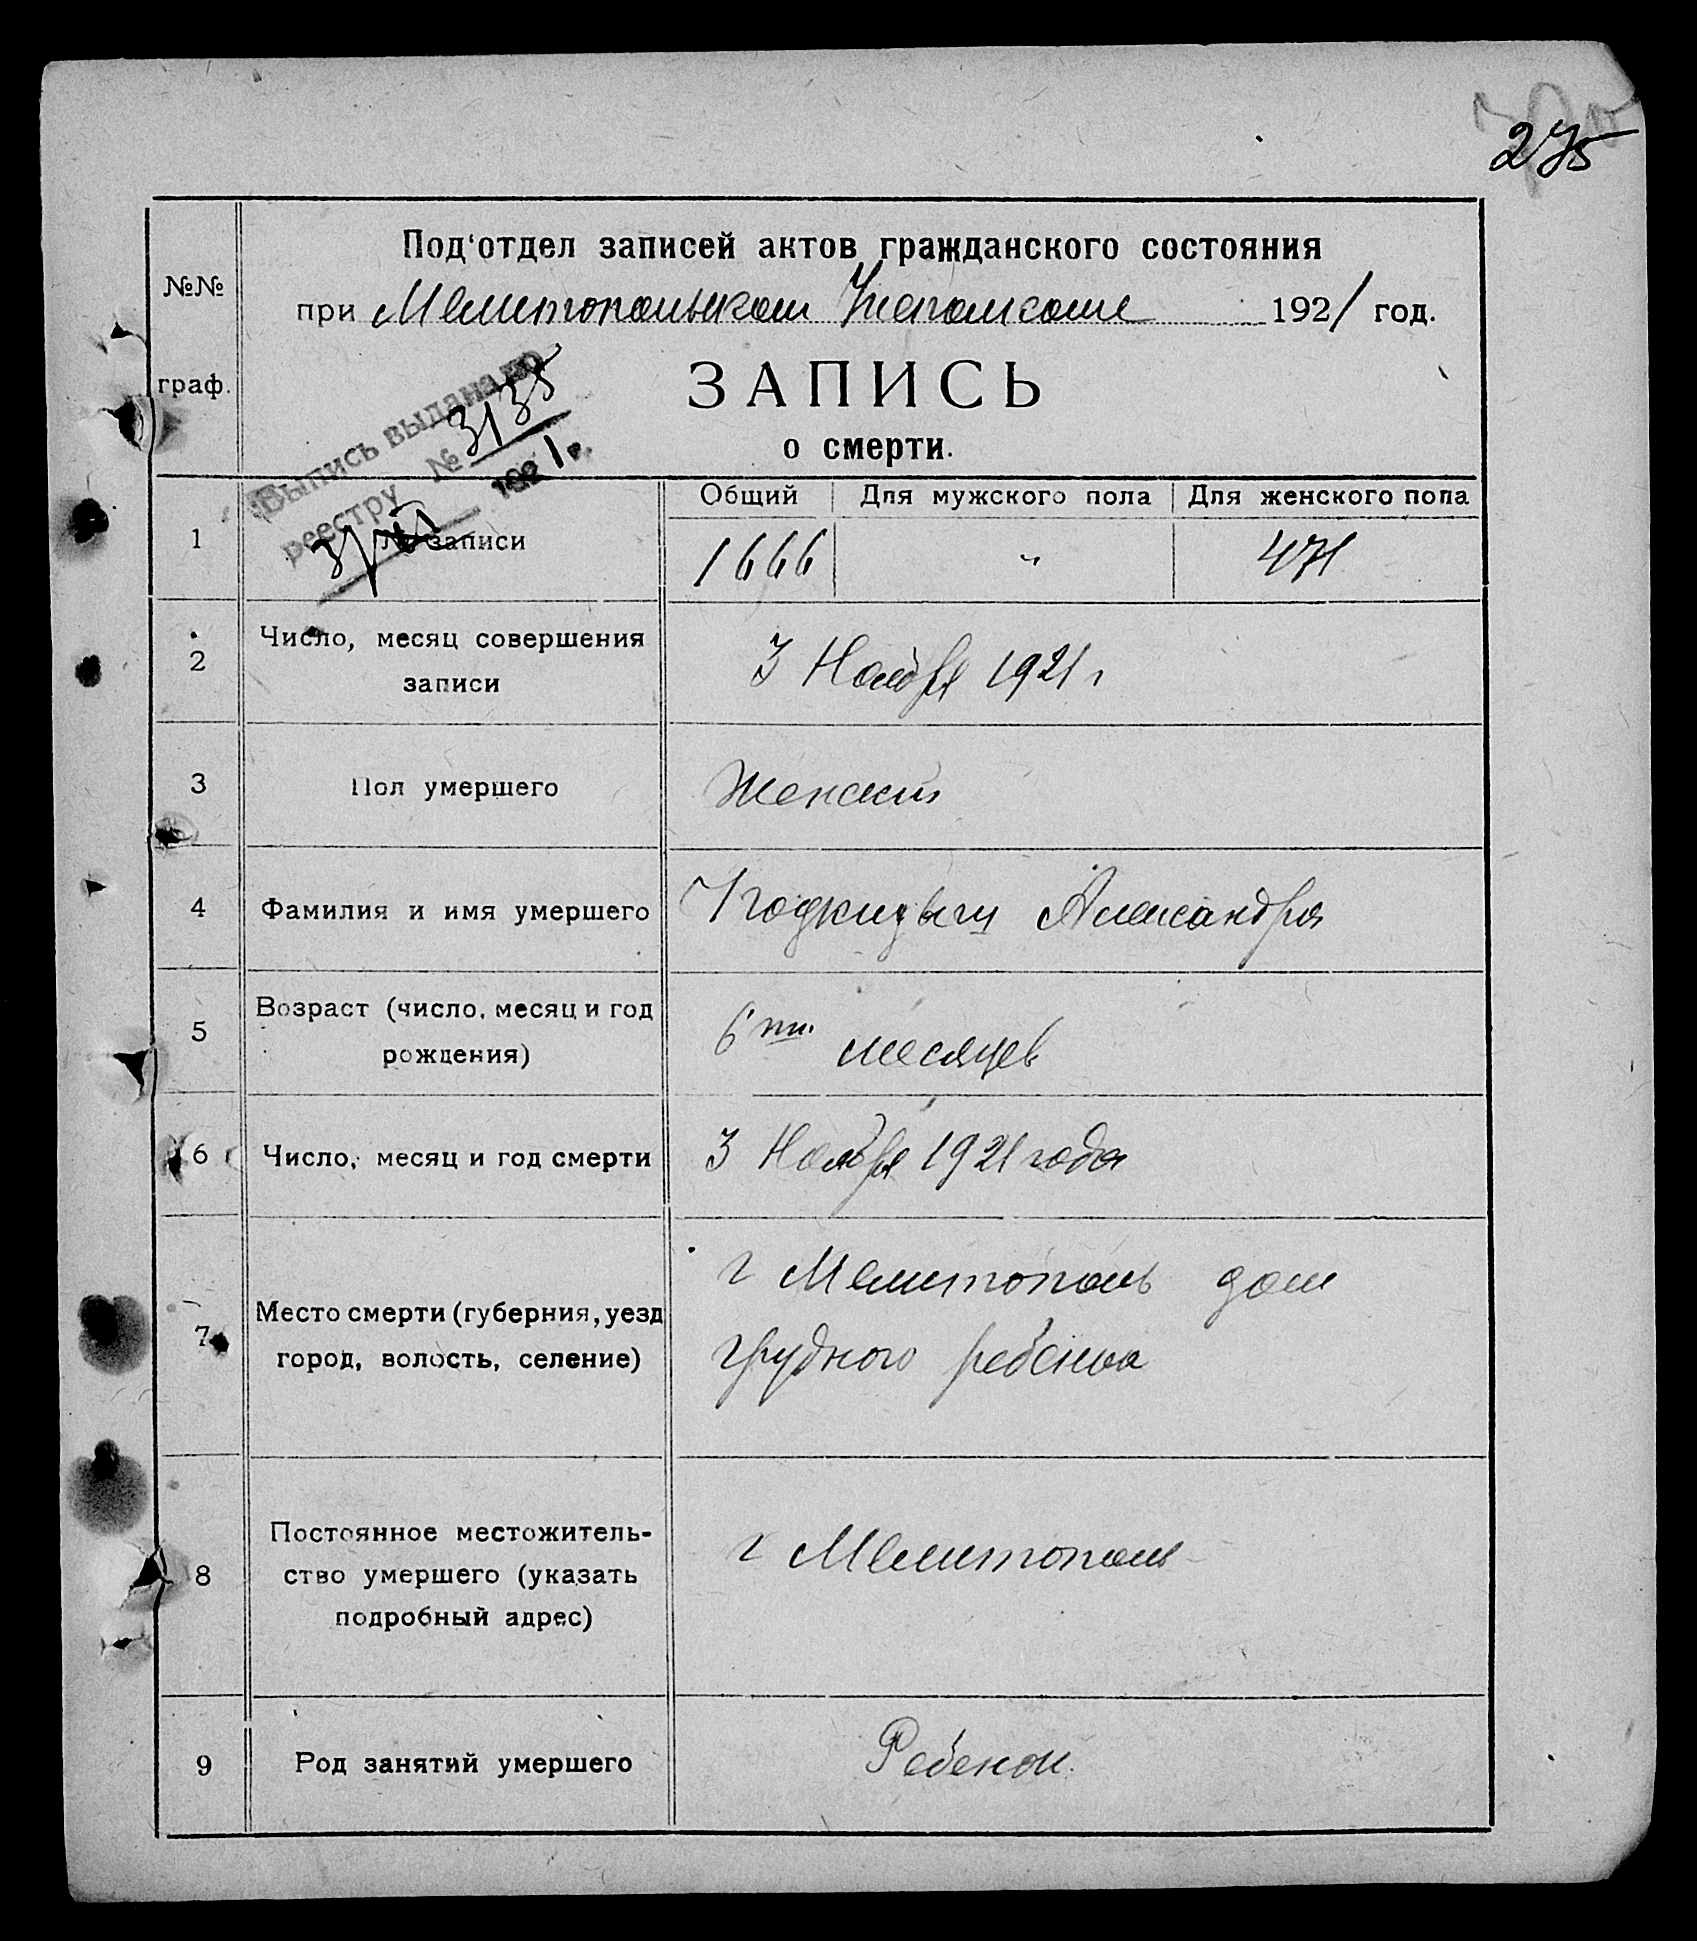 275
Под'отдел записей актов гражданского состояния
№№
при Мелитопольском 1921 год.
граф.
ЗАПИСЬ
о смерти.
Выпись выдана по
реестру № 3135
1921 г.
Общий Для мужского пола Для женского пола
1 № записи 1666 " 471
2 Число, месяц совершения
записи
3 Ноября 1921 г
3 Пол умершего Женский
4 Фамилия и имя умершего Подкидыш Александра
5 Возраст (число, месяц и год
рождения)
6ти месяцев
6 Число, месяц и год смерти 3 Ноября 1921 года
7 Место смерти (губерния, уезд
город, волость, селение)
г Мелитополь дом
грудного ребенка
8 Постоянное местожитель-
ство умершего (указать
подробный адрес)
г Мелитополь
9 Род занятий умершего Ребенок.